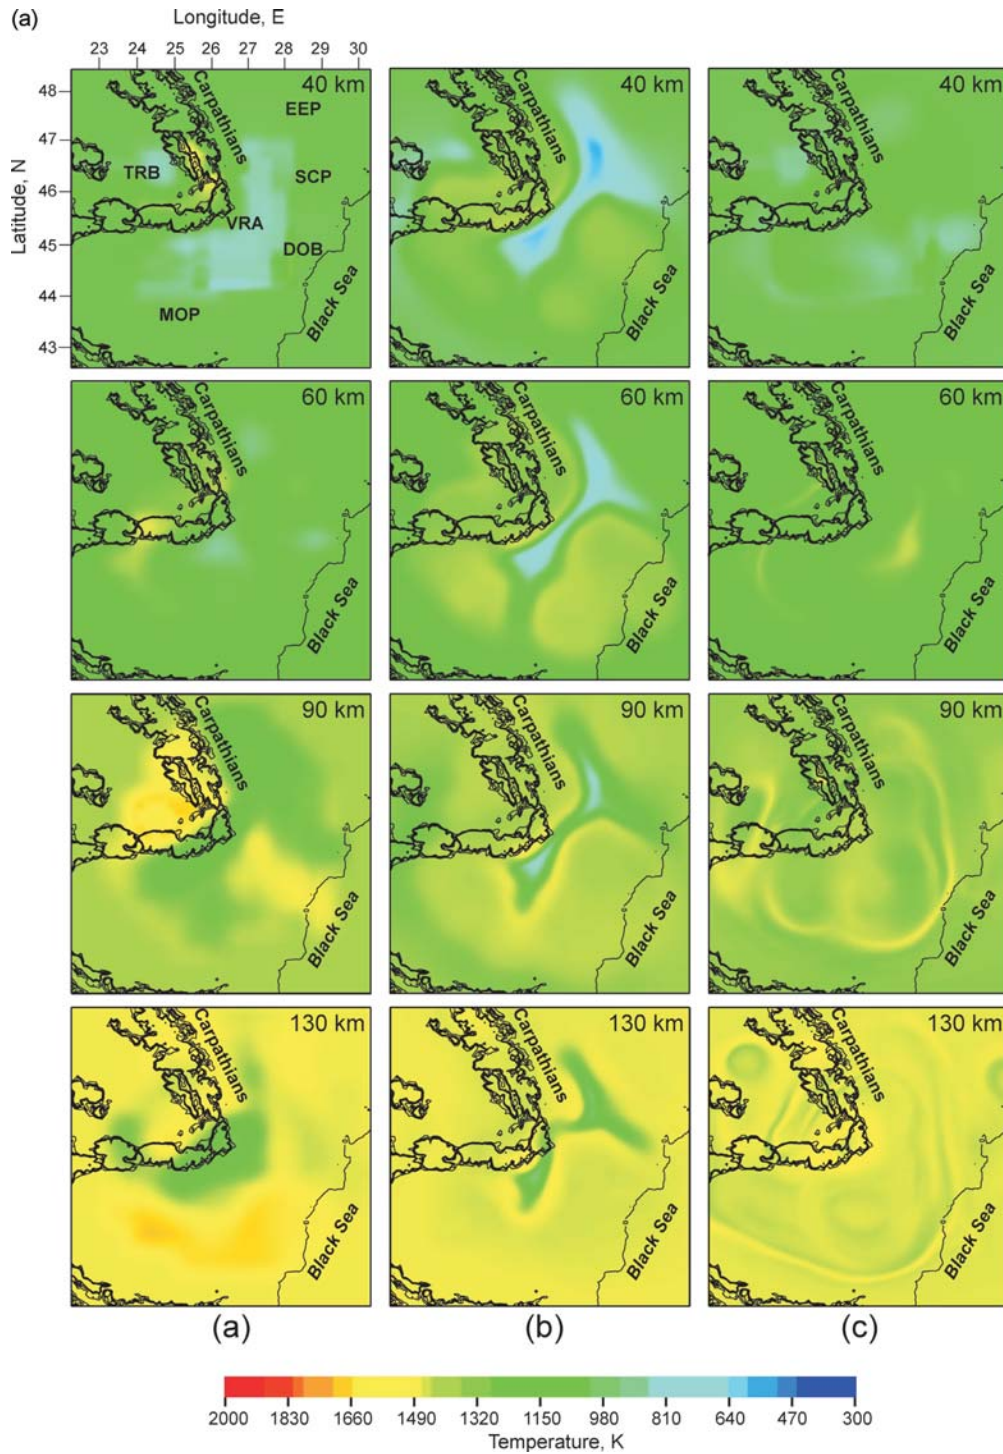 (a)
Longitude, E
23 24 25 26 27 28 29 30
Latitude, N
48
47
46
45
44
43
40 km
Carpathians
EEP
TRB
SCP
VRA
DOB
MOP
Black Sea
40 km
Carpathians
Black Sea
40 km
Carpathians
Black Sea
60 km
Carpathians
Black Sea
60 km
Carpathians
Black Sea
60 km
Carpathians
Black Sea
90 km
Carpathians
Black Sea
90 km
Carpathians
Black Sea
90 km
Carpathians
Black Sea
130 km
Carpathians
Black Sea
130 km
Carpathians
Black Sea
130 km
Carpathians
Black Sea
(a) (b) (c)
2000 1830 1660 1490 1320 1150 980 810 640 470 300
Temperature, K